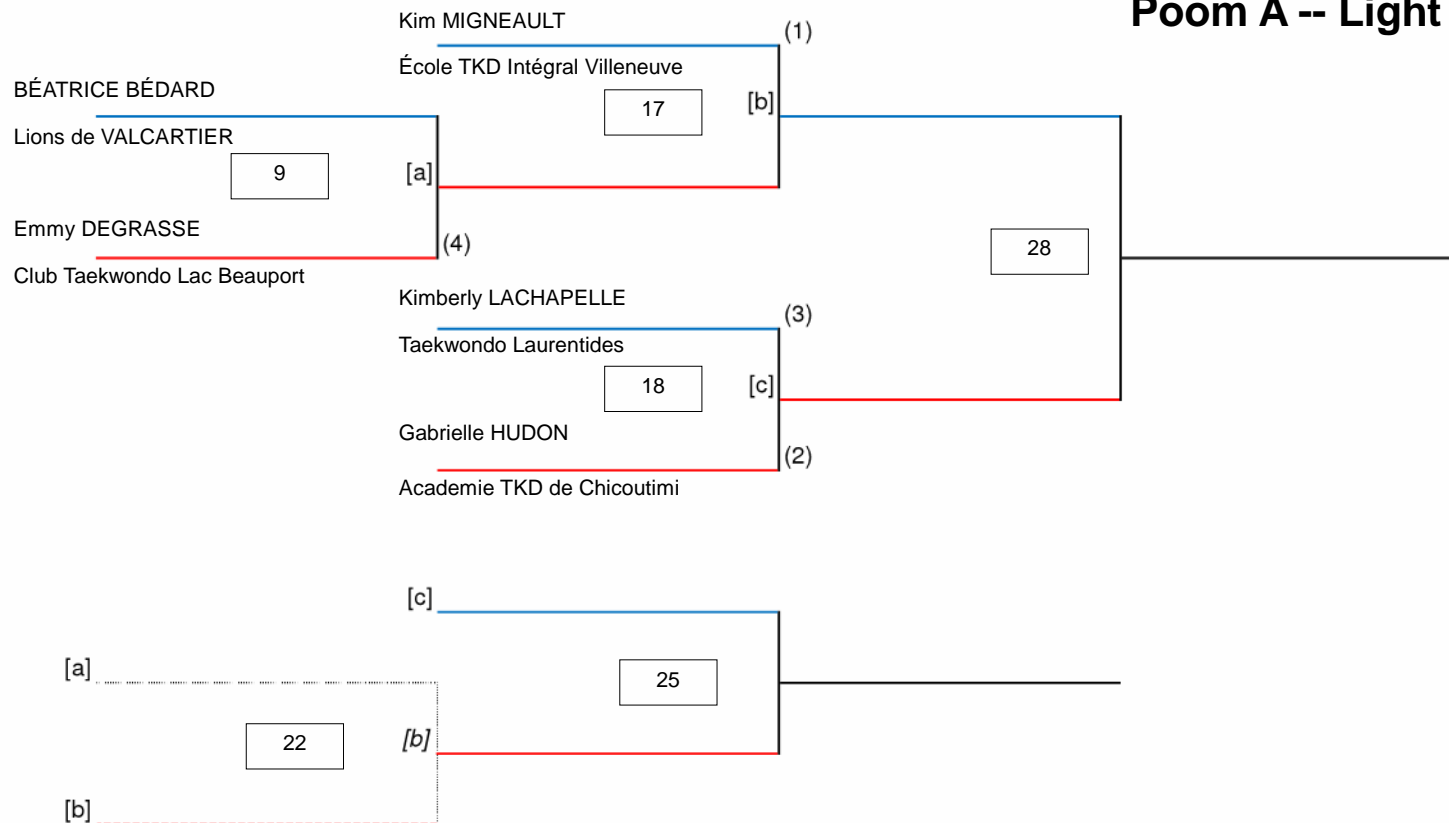 Poom A -- Light
Kim MIGNEAULT
(1)
École TKD Intégral Villeneuve
BÉATRICE BÉDARD
17
[b]
Lions de VALCARTIER
9
[a]
Emmy DEGRASSE
(4)
28
Club Taekwondo Lac Beauport
Kimberly LACHAPELLE
(3)
Taekwondo Laurentides
18
[c]
Gabrielle HUDON
(2)
Academie TKD de Chicoutimi
[c]
[a]
25
22
[b]
[b]